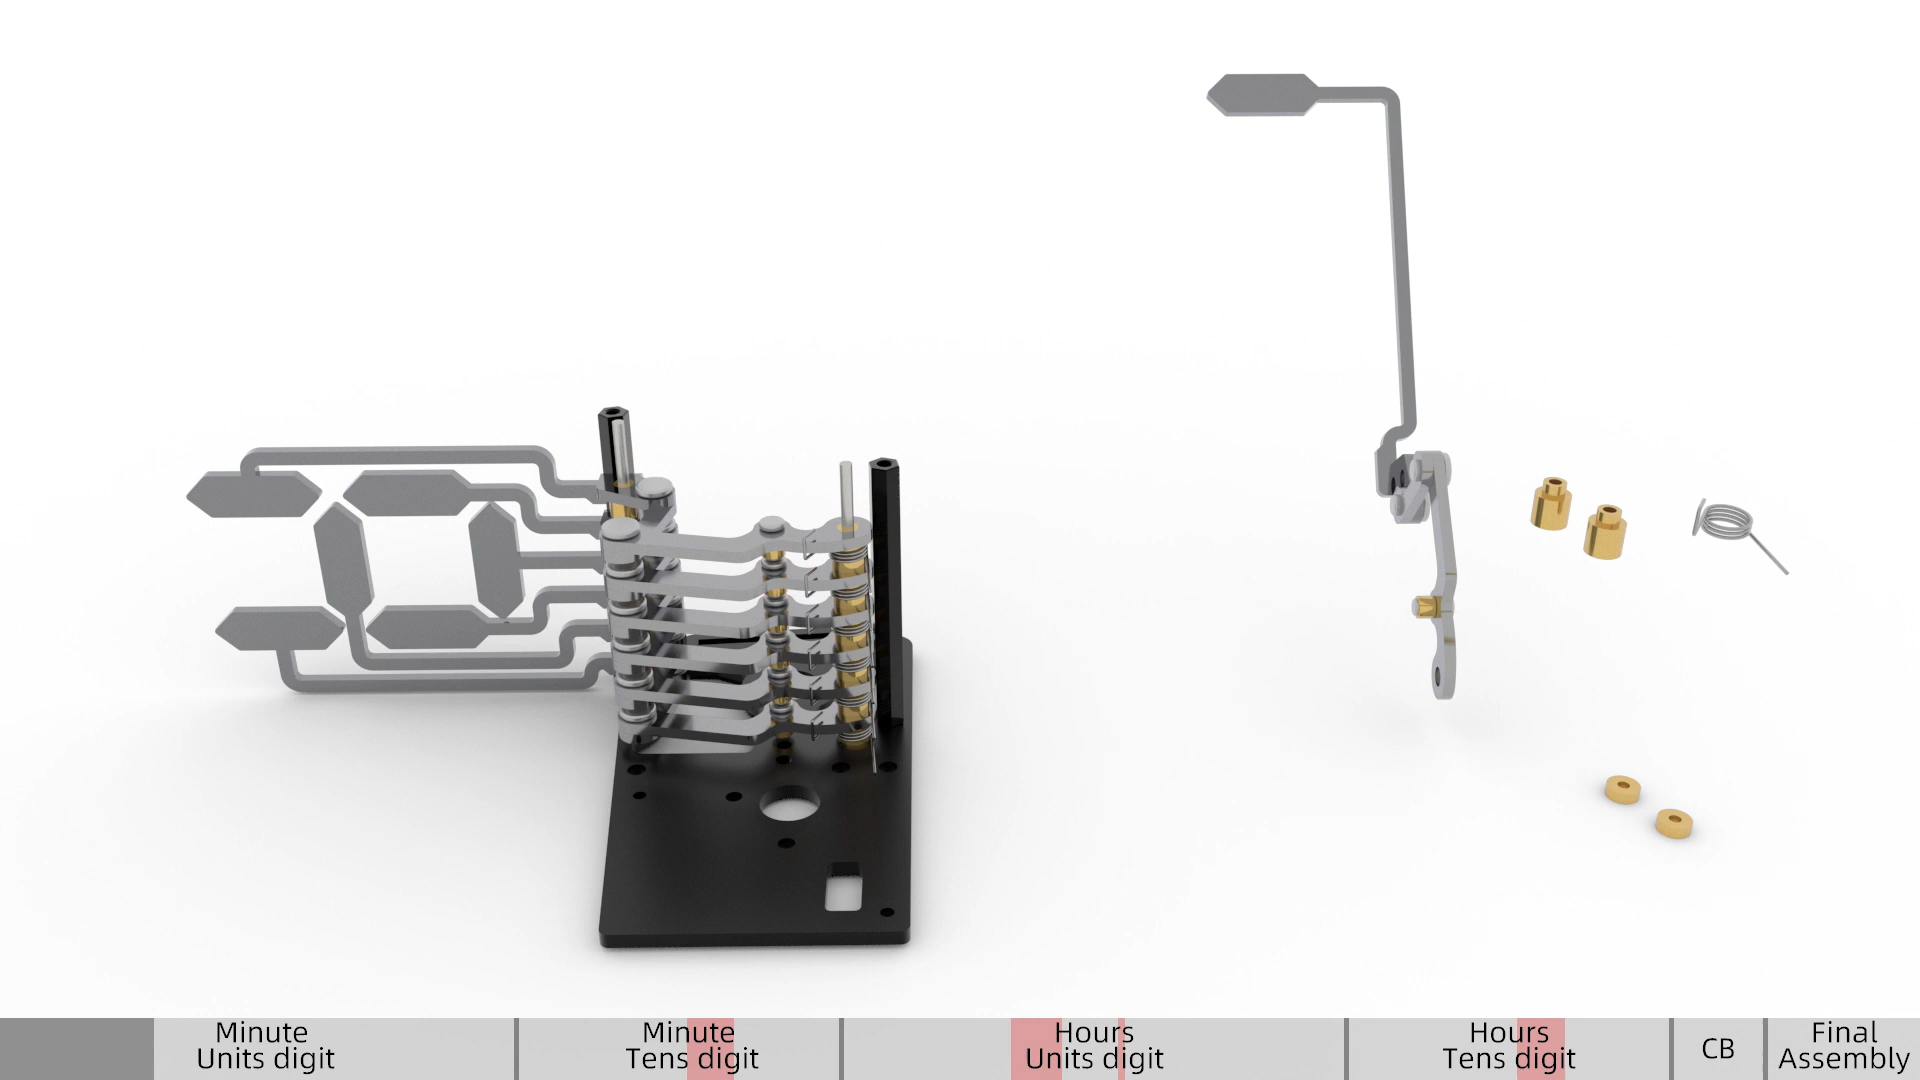 Minute
Units digit
Minute
Tens digit
Hours
Units digit
Hours
Tens digit
CB
Final
Assembly